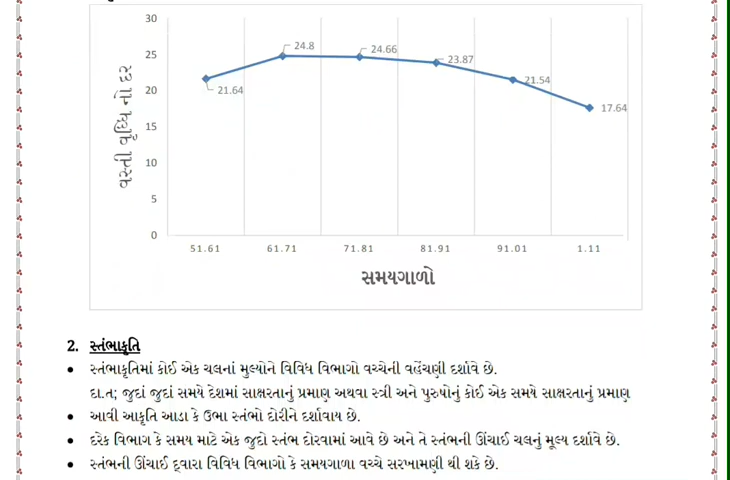 30
25
20
15
10
5
0
વસ્તી વૃધ્ધિ નો દર
21.64
24.8
24.66
23.87
21.54
17.64
51.61 61.71 71.81 81.91 91.01 1.11
સમયગાળો
2. સ્તંભાકૃતિ
• સ્તંભાકૃતિમાં કોઈ એક ચલનાં મુલ્યોને વિવિધ વિભાગો વચ્ચેની વહેંચણી દર્શાવે છે.
દા.ત; જુદાં જુદાં સમયે દેશમાં સાક્ષરતાનું પ્રમાણ અથવા સ્ત્રી અને પુરુષોનું કોઈ એક સમયે સાક્ષરતાનું પ્રમાણ
• આવી આકૃતિ આડા કે ઉભા સ્તંભો દોરીને દર્શાવાય છે.
• દરેક વિભાગ કે સમય માટે એક જુદો સ્તંભ દોરવામાં આવે છે અને તે સ્તંભની ઊંચાઈ ચલનું મૂલ્ય દર્શાવે છે.
• સ્તંભની ઊંચાઈ દ્વારા વિવિધ વિભાગો કે સમયગાળા વચ્ચે સરખામણી થી શકે છે.